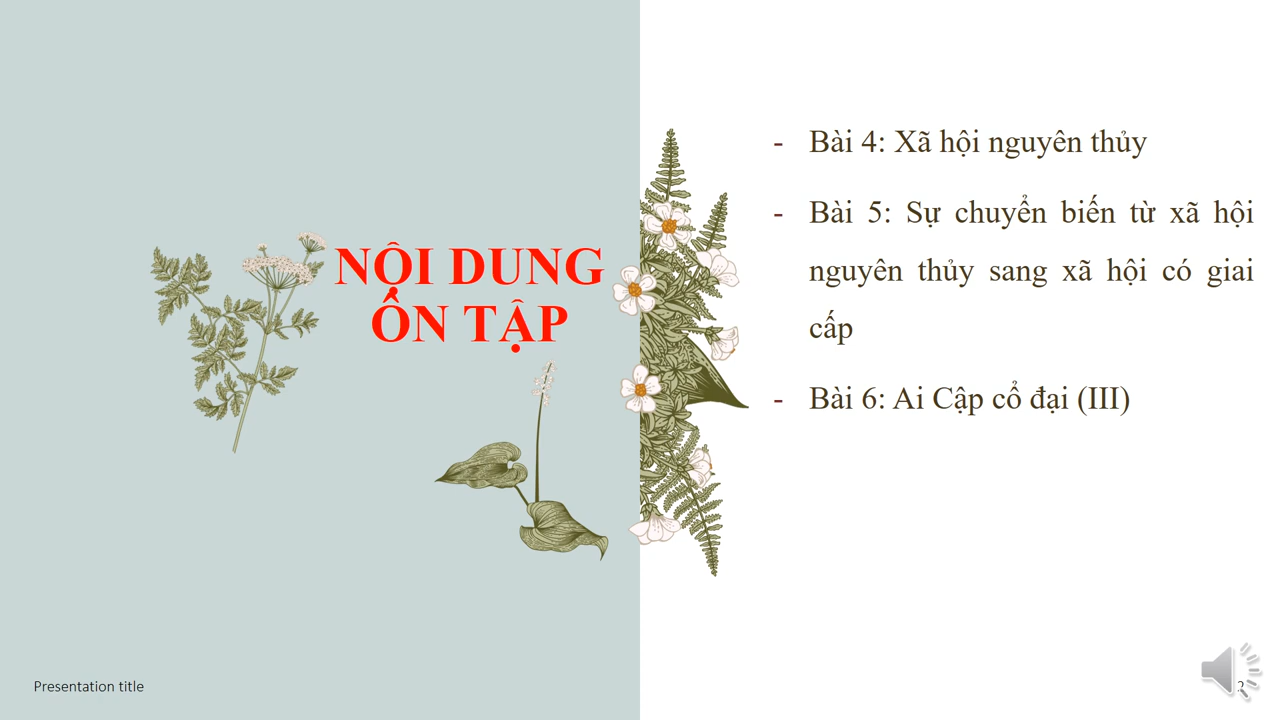 NỘI DUNG
ÔN TẬP
- Bài 4: Xã hội nguyên thủy
- Bài 5: Sự chuyển biến từ xã hội
nguyên thủy sang xã hội có giai
cấp
- Bài 6: Ai Cập cổ đại (III)
Presentation title
2